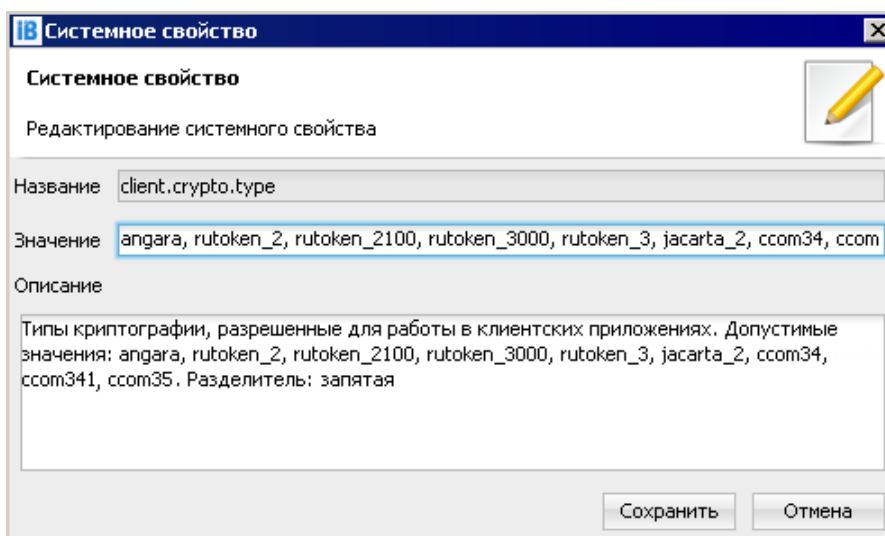 iB Системное свойство
Системное свойство
Редактирование системного свойства
Название client.crypto.type
Значение angara, rutoken_2, rutoken_2100, rutoken_3000, rutoken_3, jacarta_2, ccom34, ccom
Описание
Типы криптографии, разрешенные для работы в клиентских приложениях. Допустимые
значения: angara, rutoken_2, rutoken_2100, rutoken_3000, rutoken_3, jacarta_2, ccom34,
ccom341, ccom35. Разделитель: запятая
Сохранить Отмена